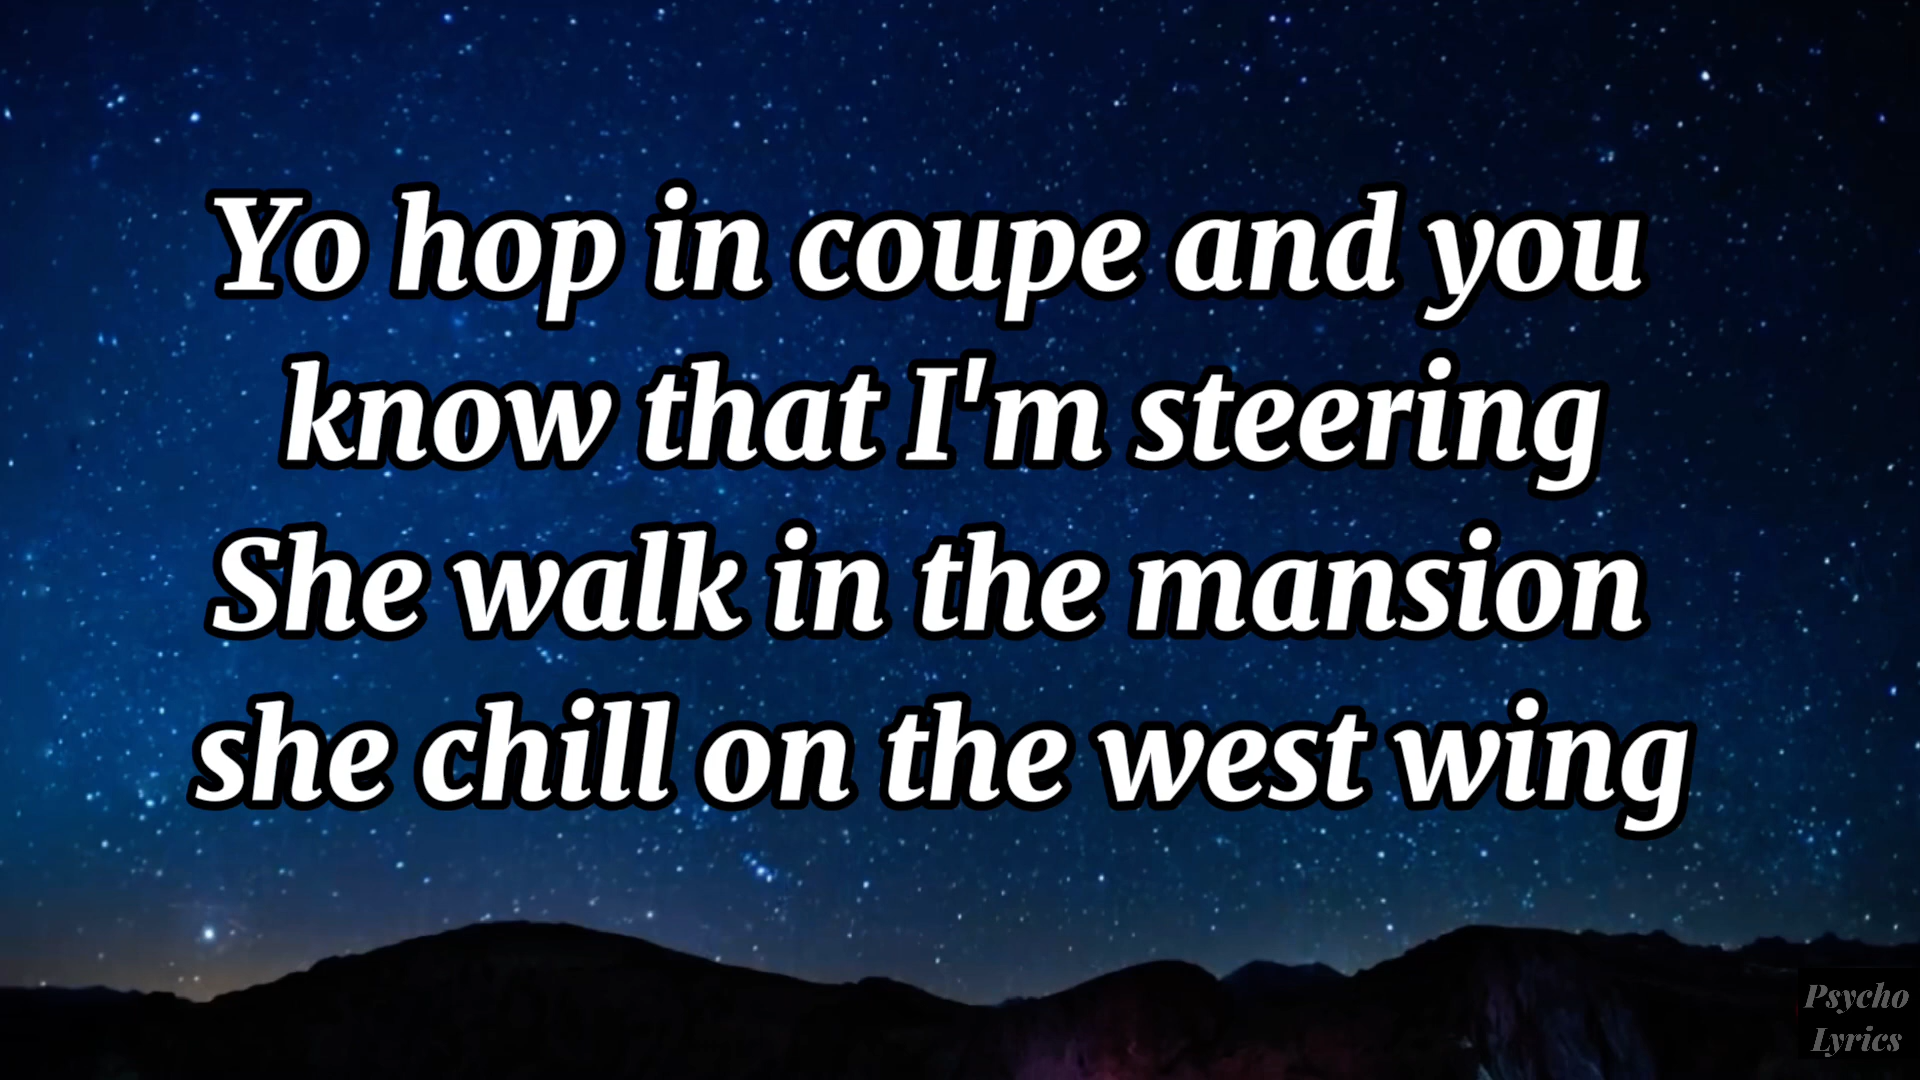 Yo hop in coupe and you
know that I'm steering
She walk in the mansion
she chill on the west wing
Psycho
Lyrics